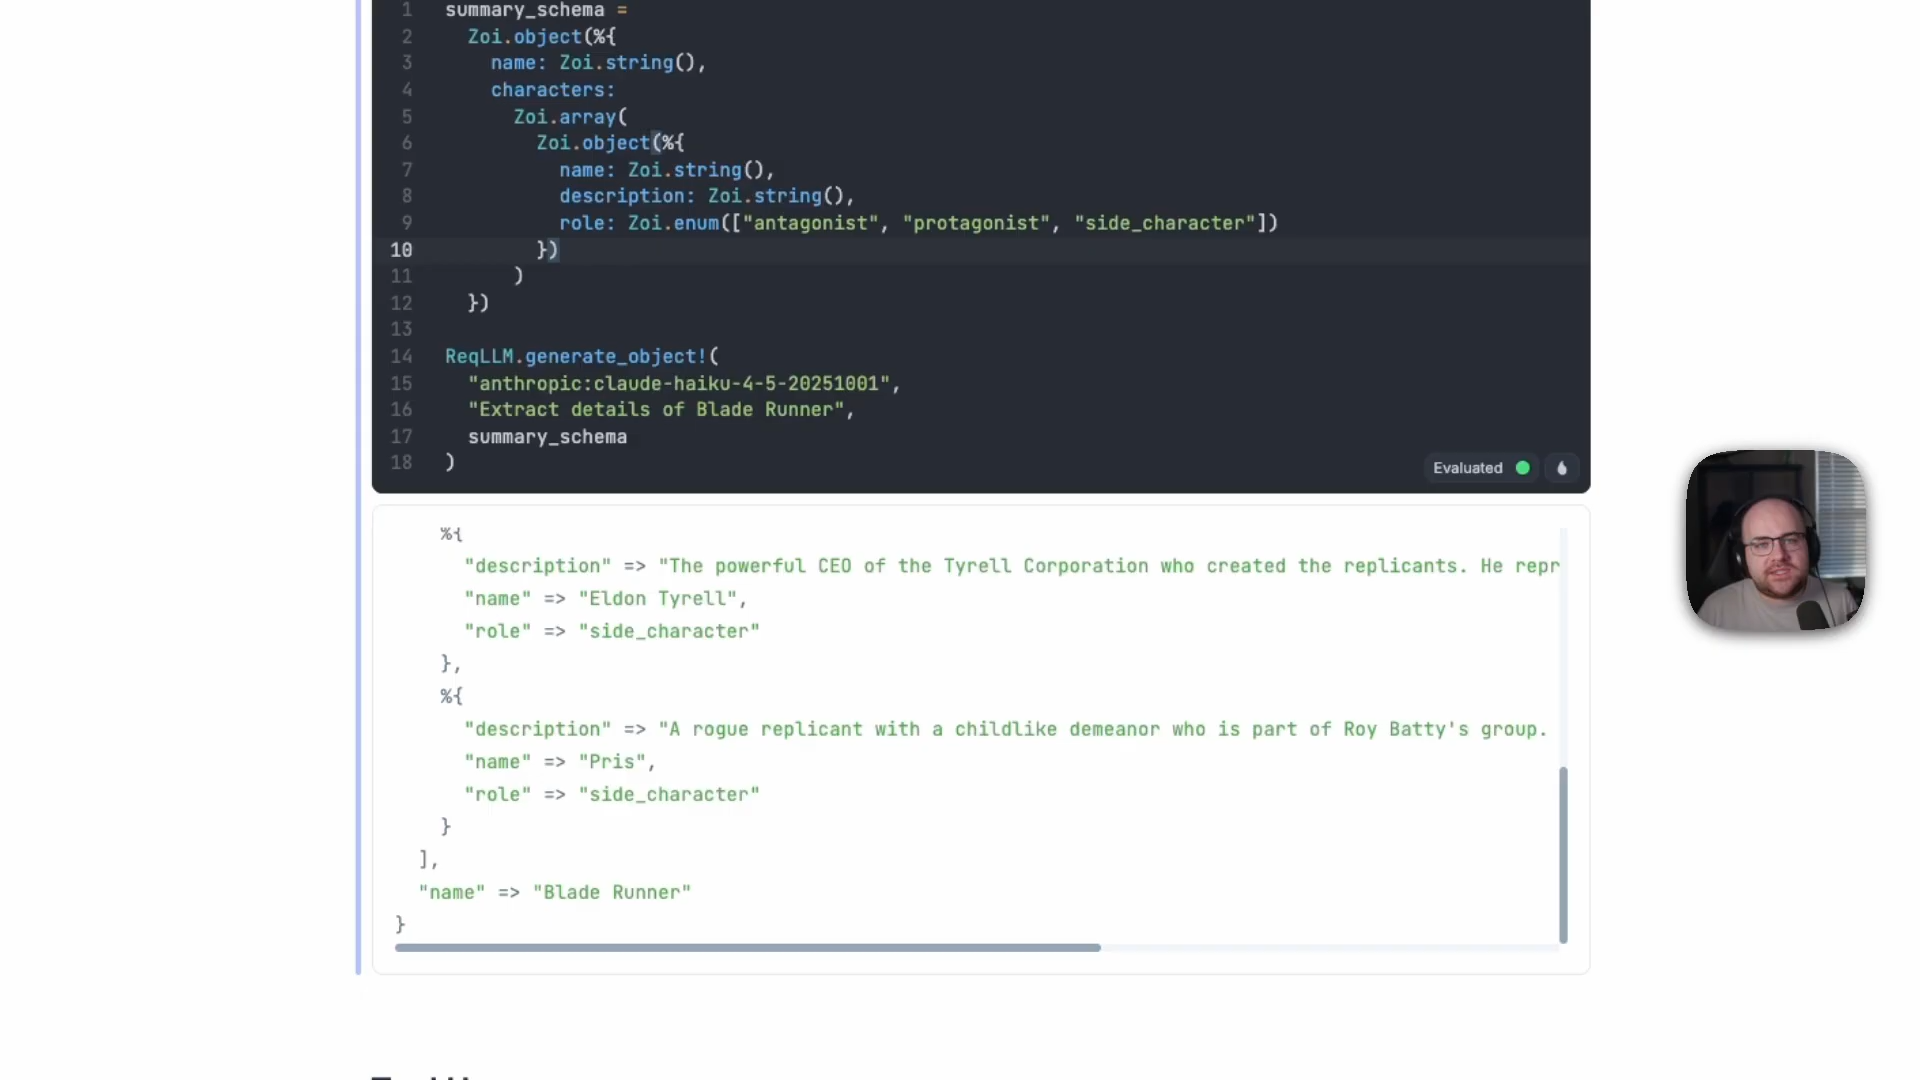 1 summary_schema =
2 Zoi.object(%{
3 name: Zoi.string(),
4 characters:
5 Zoi.array(
6 Zoi.object(%{
7 name: Zoi.string(),
8 description: Zoi.string(),
9 role: Zoi.enum(["antagonist", "protagonist", "side_character"])
10 })
11 )
12 })
13
14 ReqLLM.generate_object!(
15 "anthropic:claude-haiku-4-5-20251001",
16 "Extract details of Blade Runner",
17 summary_schema
18 )
Evaluated
%{
"description" => "The powerful CEO of the Tyrell Corporation who created the replicants. He repr
"name" => "Eldon Tyrell",
"role" => "side_character"
},
%{
"description" => "A rogue replicant with a childlike demeanor who is part of Roy Batty's group.
"name" => "Pris",
"role" => "side_character"
}
],
"name" => "Blade Runner"
}